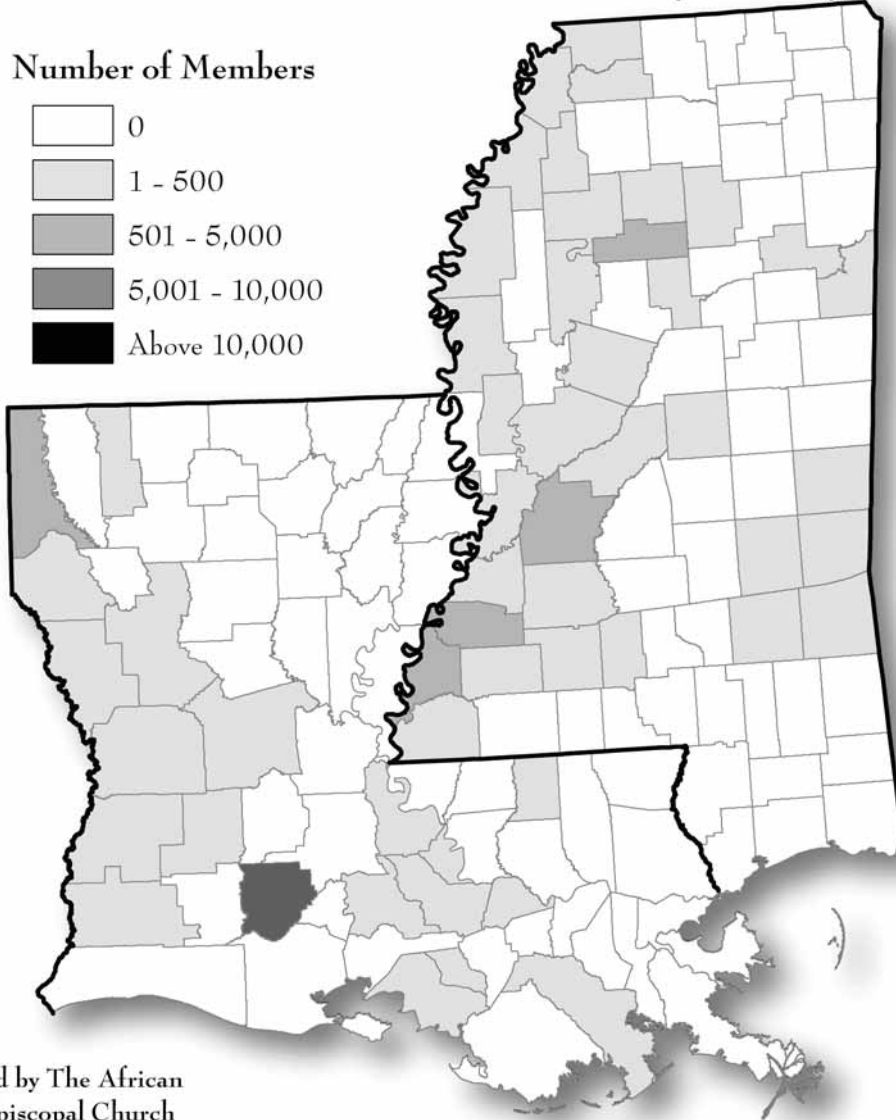 Number of Members
0
1 - 500
501 - 5,000
5,001 - 10,000
Above 10,000
by The African
piscopal Church